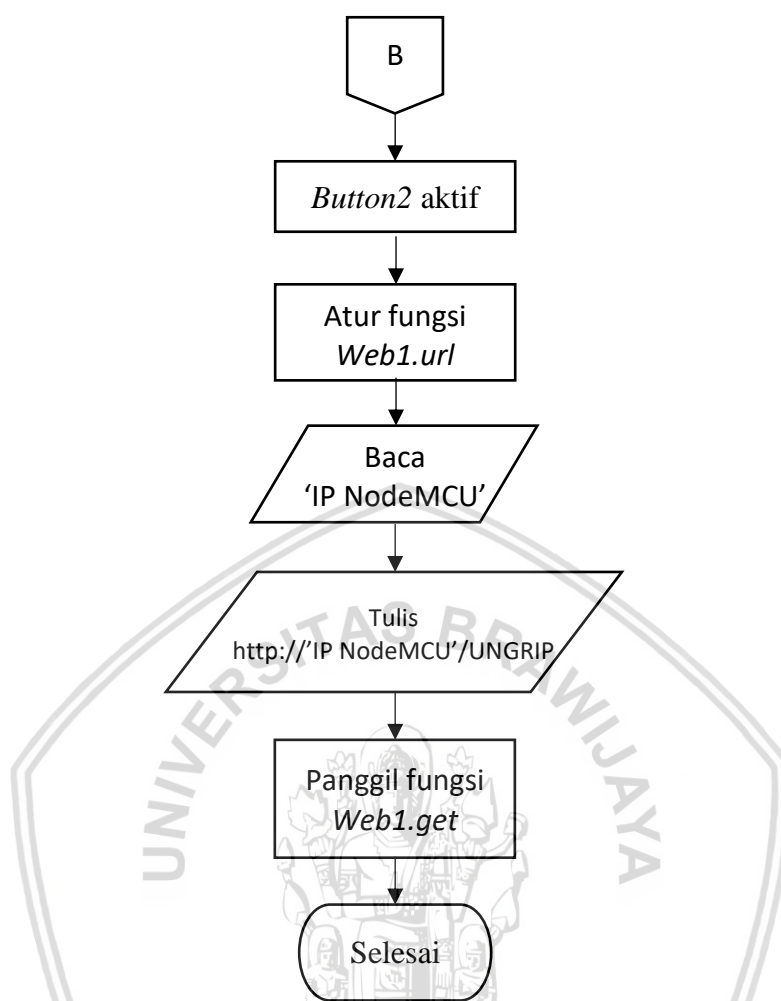 B
Button2 aktif
Atur fungsi
Web1.url
Baca
‘IP NodeMCU’
Tulis
http://’IP NodeMCU’/UNGRIP
Panggil fungsi
Web1.get
Selesai
UNIVERSITAS BRAWIJAYA